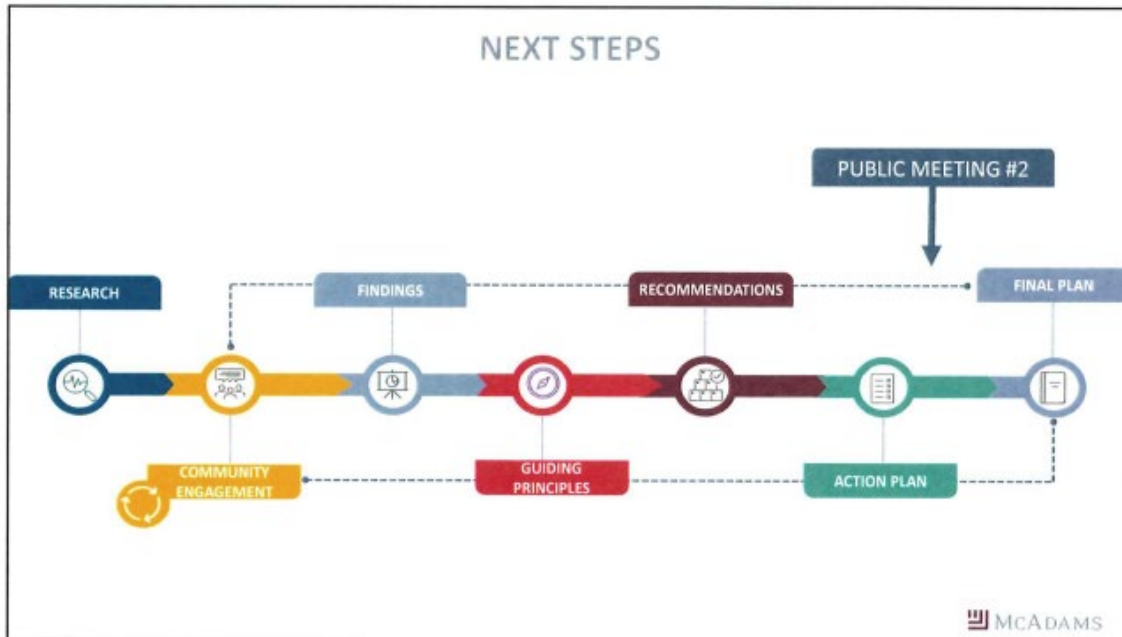 NEXT STEPS
PUBLIC MEETING #2
RESEARCH
FINDINGS
RECOMMENDATIONS
FINAL PLAN
COMMUNITY
ENGAGEMENT
GUIDING
PRINCIPLES
ACTION PLAN
MCADAMS